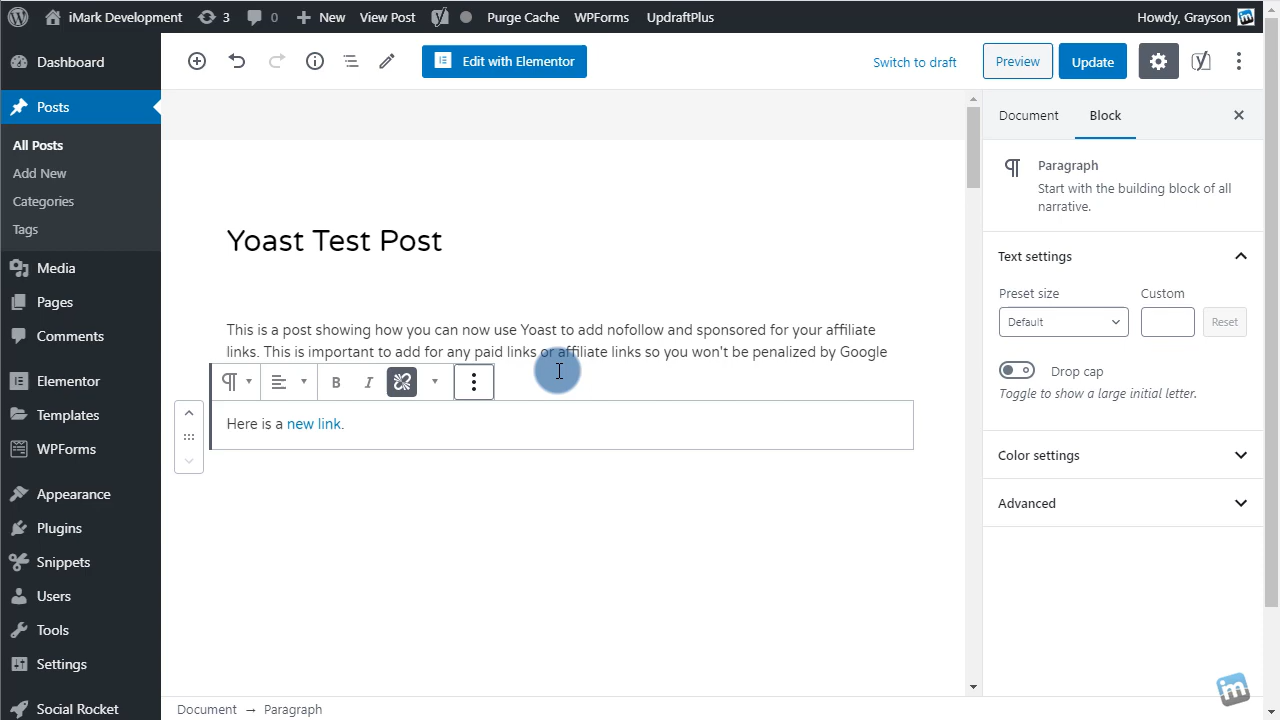 iMark Development 3 0 New View Post Purge Cache WPForms UpdraftPlus Howdy, Grayson
Dashboard
Posts
All Posts
Add New
Categories
Tags
Media
Pages
Comments
Elementor
Templates
WPForms
Appearance
Plugins
Snippets
Users
Tools
Settings
Social Rocket
Edit with Elementor Switch to draft Preview Update
Yoast Test Post
This is a post showing how you can now use Yoast to add nofollow and sponsored for your affiliate
links. This is important to add for any paid links or affiliate links so you won't be penalized by Google
B I
Here is a new link.
Document Block
Paragraph
Start with the building block of all
narrative.
Text settings
Preset size Custom
Default Reset
Drop cap
Toggle to show a large initial letter.
Color settings
Advanced
im
Document → Paragraph